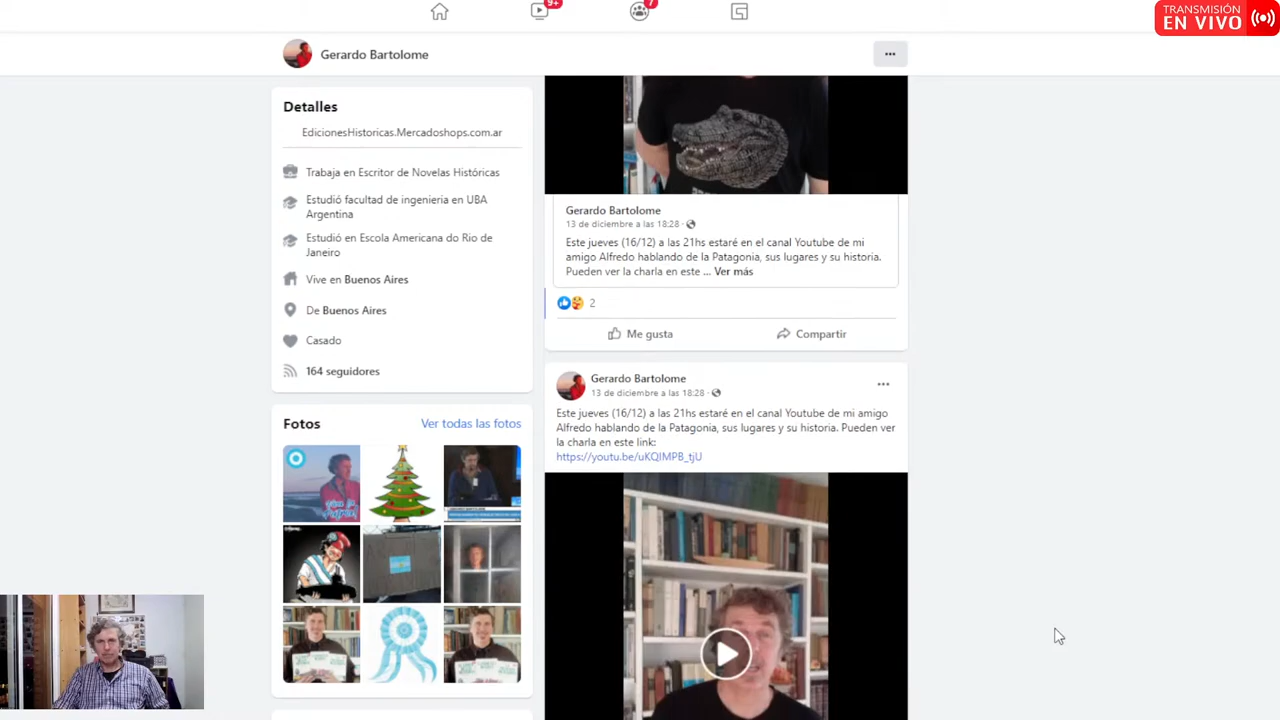 9+
7
TRANSMISIÓN
EN VIVO
Gerardo Bartolome
Detalles
EdicionesHistoricas.Mercadoshops.com.ar
Trabaja en Escritor de Novelas Históricas
Estudió facultad de ingeniería en UBA
Argentina
Estudió en Escola Americana do Rio de
Janeiro
Vive en Buenos Aires
De Buenos Aires
Casado
164 seguidores
Fotos
Ver todas las fotos
Gerardo Bartolome
13 de diciembre a las 18:28 ·
Este jueves (16/12) a las 21hs estaré en el canal Youtube de mi
amigo Alfredo hablando de la Patagonia, sus lugares y su historia.
Pueden ver la charla en este ... Ver más
2
Me gusta
Compartir
Gerardo Bartolome
13 de diciembre a las 18:28 ·
Este jueves (16/12) a las 21hs estaré en el canal Youtube de mi amigo
Alfredo hablando de la Patagonia, sus lugares y su historia. Pueden ver
la charla en este link:
https://youtu.be/uKQIMPB_tjU